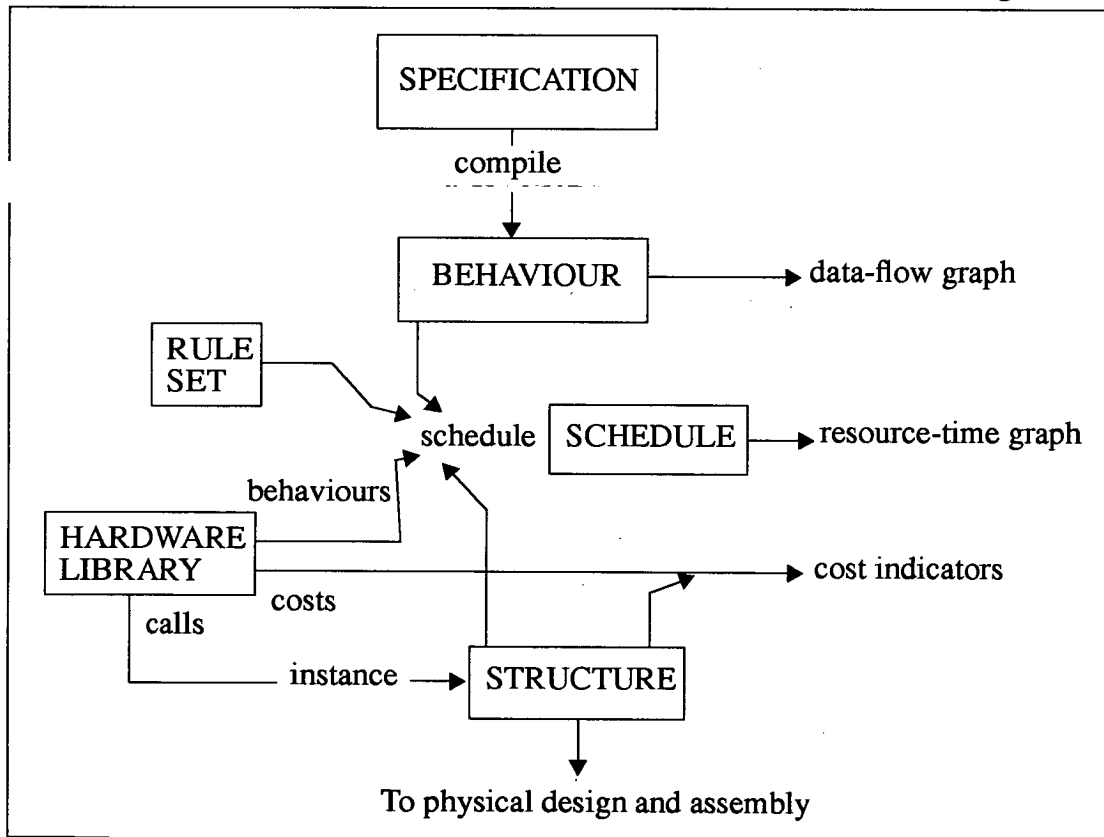 SPECIFICATION
compile
BEHAVIOUR
data-flow graph
RULE
SET
schedule
SCHEDULE
resource-time graph
behaviours
HARDWARE
LIBRARY
cost indicators
costs
calls
instance
STRUCTURE
To physical design and assembly